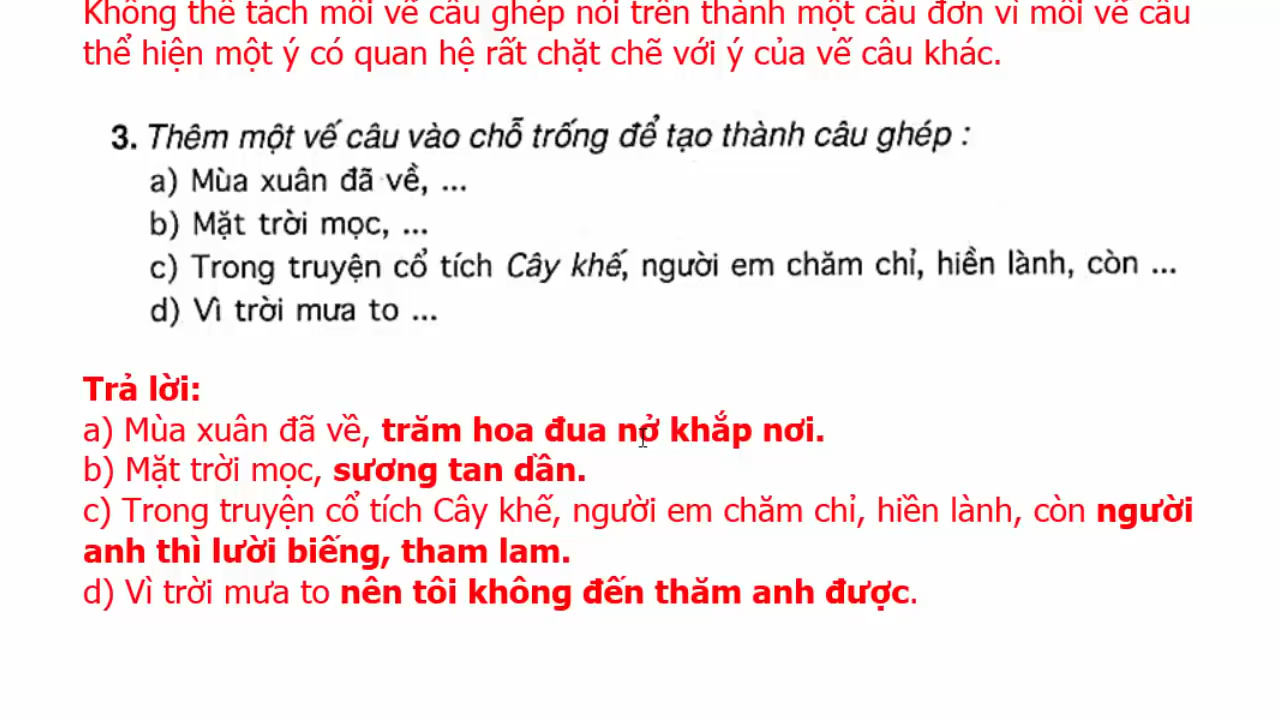 Không thể tách mỗi vế câu ghép nói trên thành một câu đơn vì mỗi vế câu
thể hiện một ý có quan hệ rất chặt chẽ với ý của vế câu khác.
3. Thêm một vế câu vào chỗ trống để tạo thành câu ghép :
a) Mùa xuân đã về, ...
b) Mặt trời mọc, ...
c) Trong truyện cổ tích Cây khế, người em chăm chỉ, hiền lành, còn ...
d) Vì trời mưa to ...
Trả lời:
a) Mùa xuân đã về, trăm hoa đua nở khắp nơi.
b) Mặt trời mọc, sương tan dần.
c) Trong truyện cổ tích Cây khế, người em chăm chỉ, hiền lành, còn người
anh thì lười biếng, tham lam.
d) Vì trời mưa to nên tôi không đến thăm anh được.